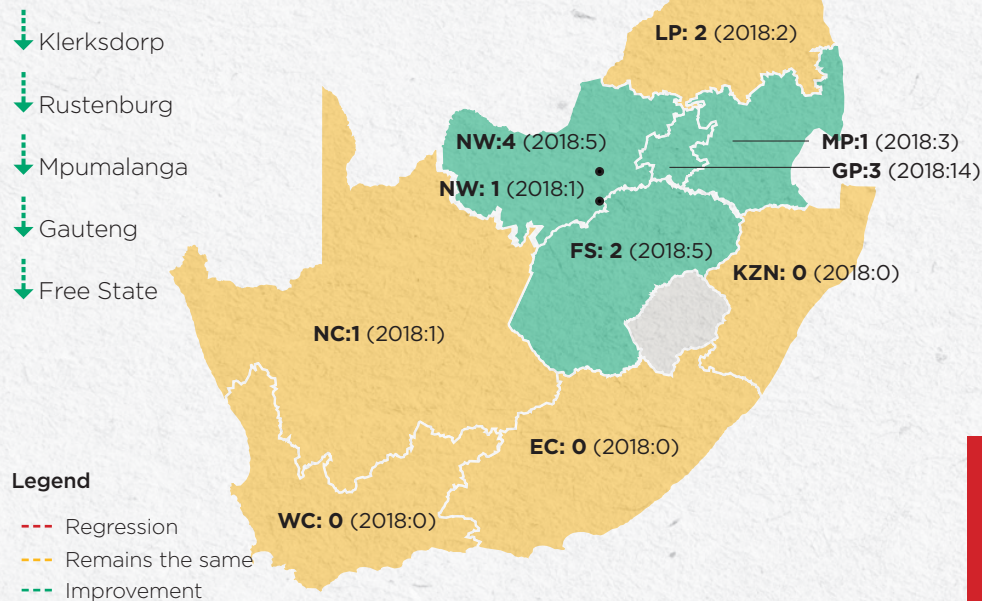 Klerksdorp
Rustenburg
Mpumalanga
Gauteng
Free State
LP: 2 (2018:2)
NW:4 (2018:5)
MP:1 (2018:3)
GP:3 (2018:14)
NW: 1 (2018:1)
FS: 2 (2018:5)
KZN: 0 (2018:0)
NC:1 (2018:1)
EC: 0 (2018:0)
WC: 0 (2018:0)
Legend
Regression
Remains the same
Improvement